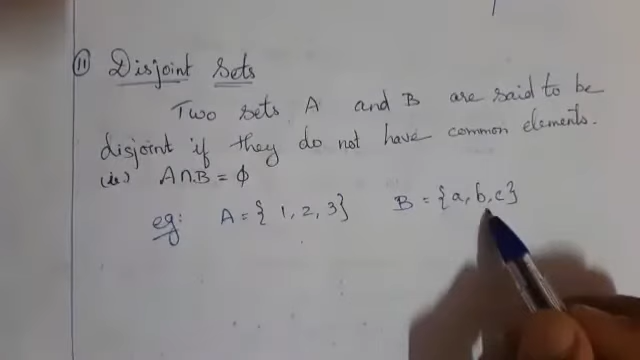 11 Disjoint Sets
Two sets A and B are said to be
disjoint if they do not have common elements.
(ie) A∩B = ϕ
eg: A = { 1, 2, 3} B = {a, b, c}